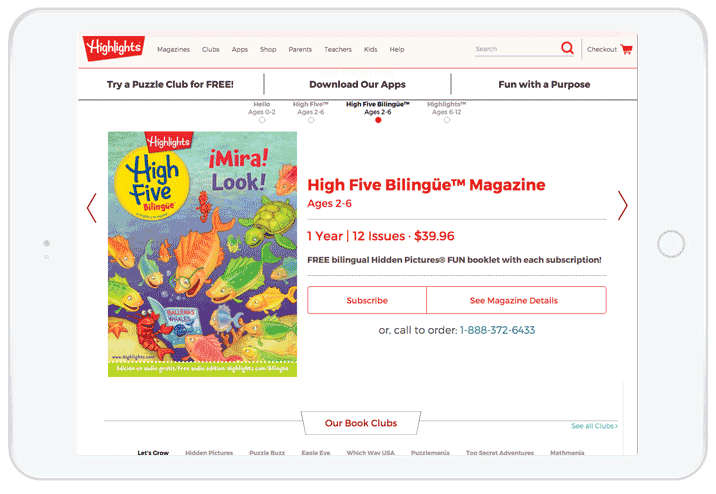 Highlights
Magazines Clubs Apps Shop Parents Teachers Kids Help
Search
Checkout
Try a Puzzle Club for FREE! Download Our Apps Fun with a Purpose
Hello High Five™ High Five Bilingüe™ Highlights™
Ages 0-2 Ages 2-6 Ages 2-6 Ages 6-12
Highlights
High
Five
Bilingüe
¡Mira!
Look!
BALLENAS
WHALES
www.Highlights.com
Edición en audio gratis/Free audio edition: Highlights.com/Bilingue
High Five Bilingüe™ Magazine
Ages 2-6
1 Year | 12 Issues · $39.96
FREE bilingual Hidden Pictures® FUN booklet with each subscription!
Subscribe See Magazine Details
or, call to order: 1-888-372-6433
Our Book Clubs
See all Clubs >
Let's Grow Hidden Pictures Puzzle Buzz Eagle Eye Which Way USA Puzzlemania Top Secret Adventures Mathmania